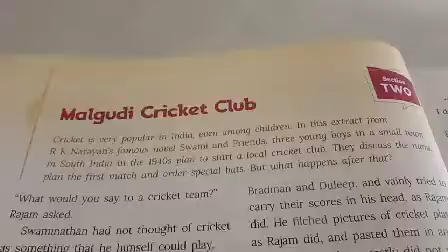 Section
TWO
Malgudi Cricket Club
Cricket is very popular in India, even among children. In this extract from
R K Narayan's famous novel Swami and Friends, three young boys in a small town
in South India in the 1940s plan to start a local cricket club. They discuss the name,
plan the first match and order special bats. But what happens after that?
"What would you say to a cricket team?"
Rajam asked.
Swaminathan had not thought of cricket
as something that he himself could play.
Bradman and Duleep, and vainly tried to
carry their scores in his head, as Rajam
did. He filched pictures of cricket
as Rajam did, and pasted them in
did not